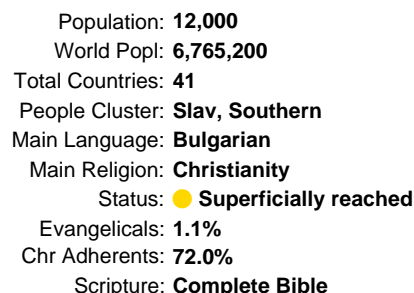 Population: 12,000
World Popl: 6,765,200
Total Countries: 41
People Cluster: Slav, Southern
Main Language: Bulgarian
Main Religion: Christianity
Status: Superficially reached
Evangelicals: 1.1%
Chr Adherents: 72.0%
Scripture: Complete Bible